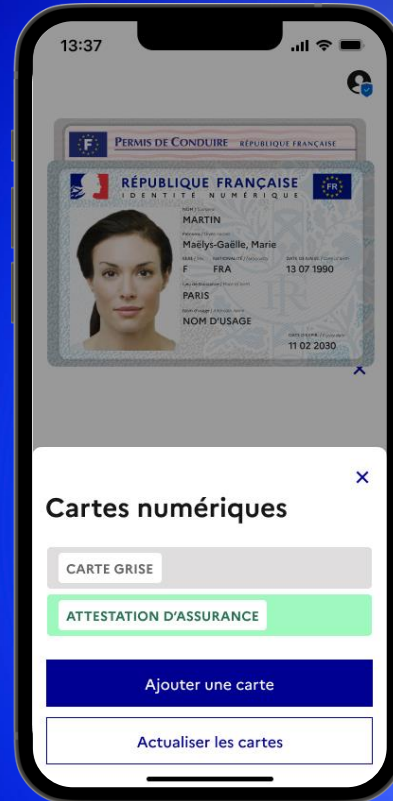 13:37
F
PERMIS DE CONDUIRE RÉPUBLIQUE FRANÇAISE
RÉPUBLIQUE FRANÇAISE
IDENTITÉ NUMÉRIQUE
FR
NOM /
MARTIN
Maëlys-Gaëlle, Marie
NATIONALITÉ /
F FRA 13 07 1990
PARIS
NOM D'USAGE
11 02 2030
Cartes numériques
CARTE GRISE
ATTESTATION D'ASSURANCE
Ajouter une carte
Actualiser les cartes